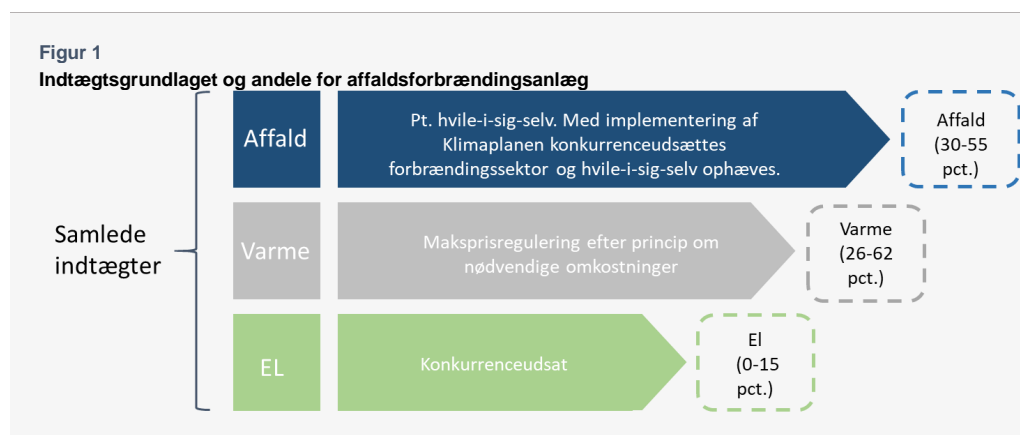 Figur 1
Indtægtsgrundlaget og andele for affaldsforbrændingsanlæg
Samlede
indtægter
Affald
Pt. hvile-i-sig-selv. Med implementering af
Klimaplanen konkurrenceudsættes
forbrændingssektor og hvile-i-sig-selv ophæves.
Affald
(30-55
pct.)
Varme
Maksprisregulering efter princip om
nødvendige omkostninger
Varme
(26-62
pct.)
EL
Konkurrenceudsat
El
(0-15
pct.)